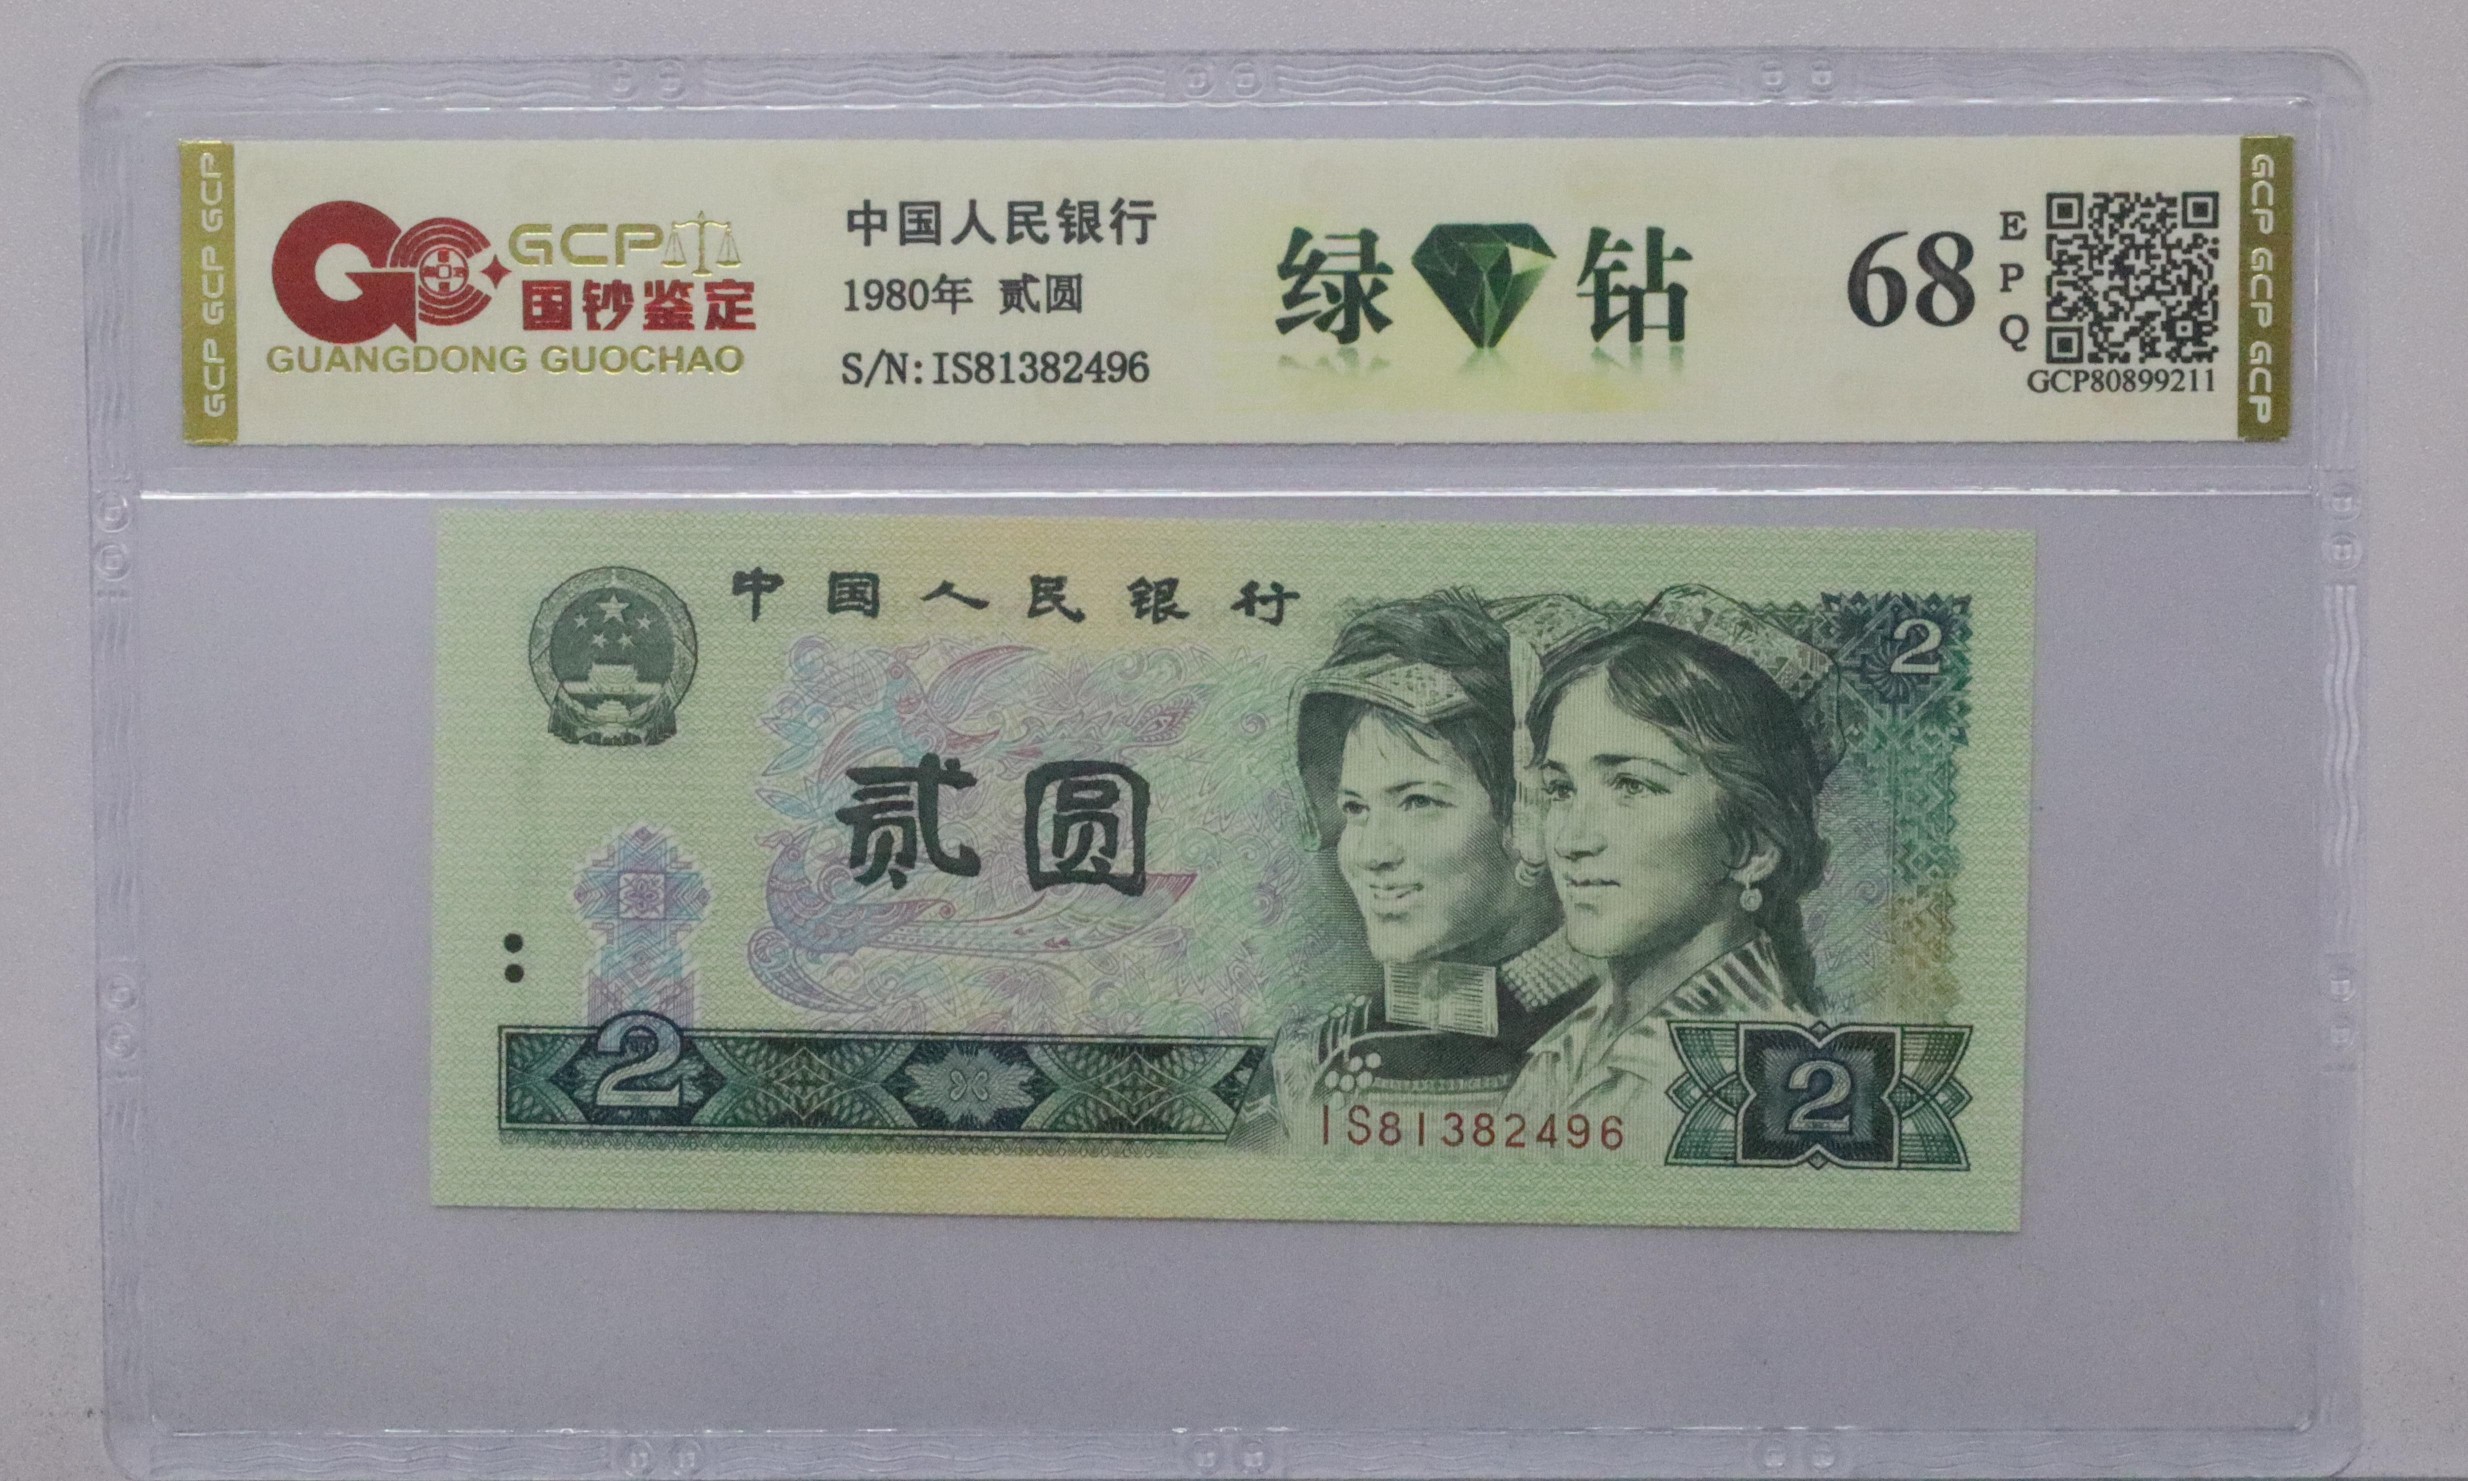 GCP GCP GCP
GCP
国钞鉴定
GUANGDONG GUOCHAO
中国人民银行
1980年 贰圆
S/N:IS81382496
绿钻
68
EPQ
GCP80899211
GCP GCP GCP
中国人民银行
2
贰圆
2
IS81382496
2